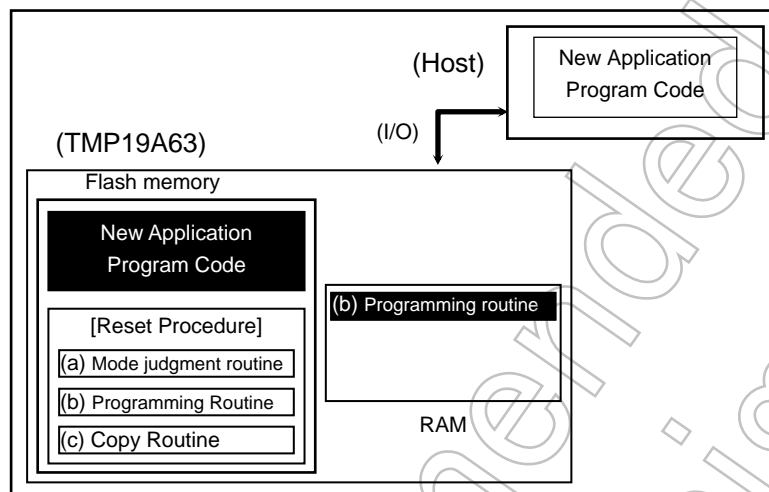 (Host)
New Application
Program Code
(I/O)
(TMP19A63)
Flash memory
New Application
Program Code
[Reset Procedure]
(a) Mode judgment routine
(b) Programming Routine
(c) Copy Routine
(b) Programming routine
RAM